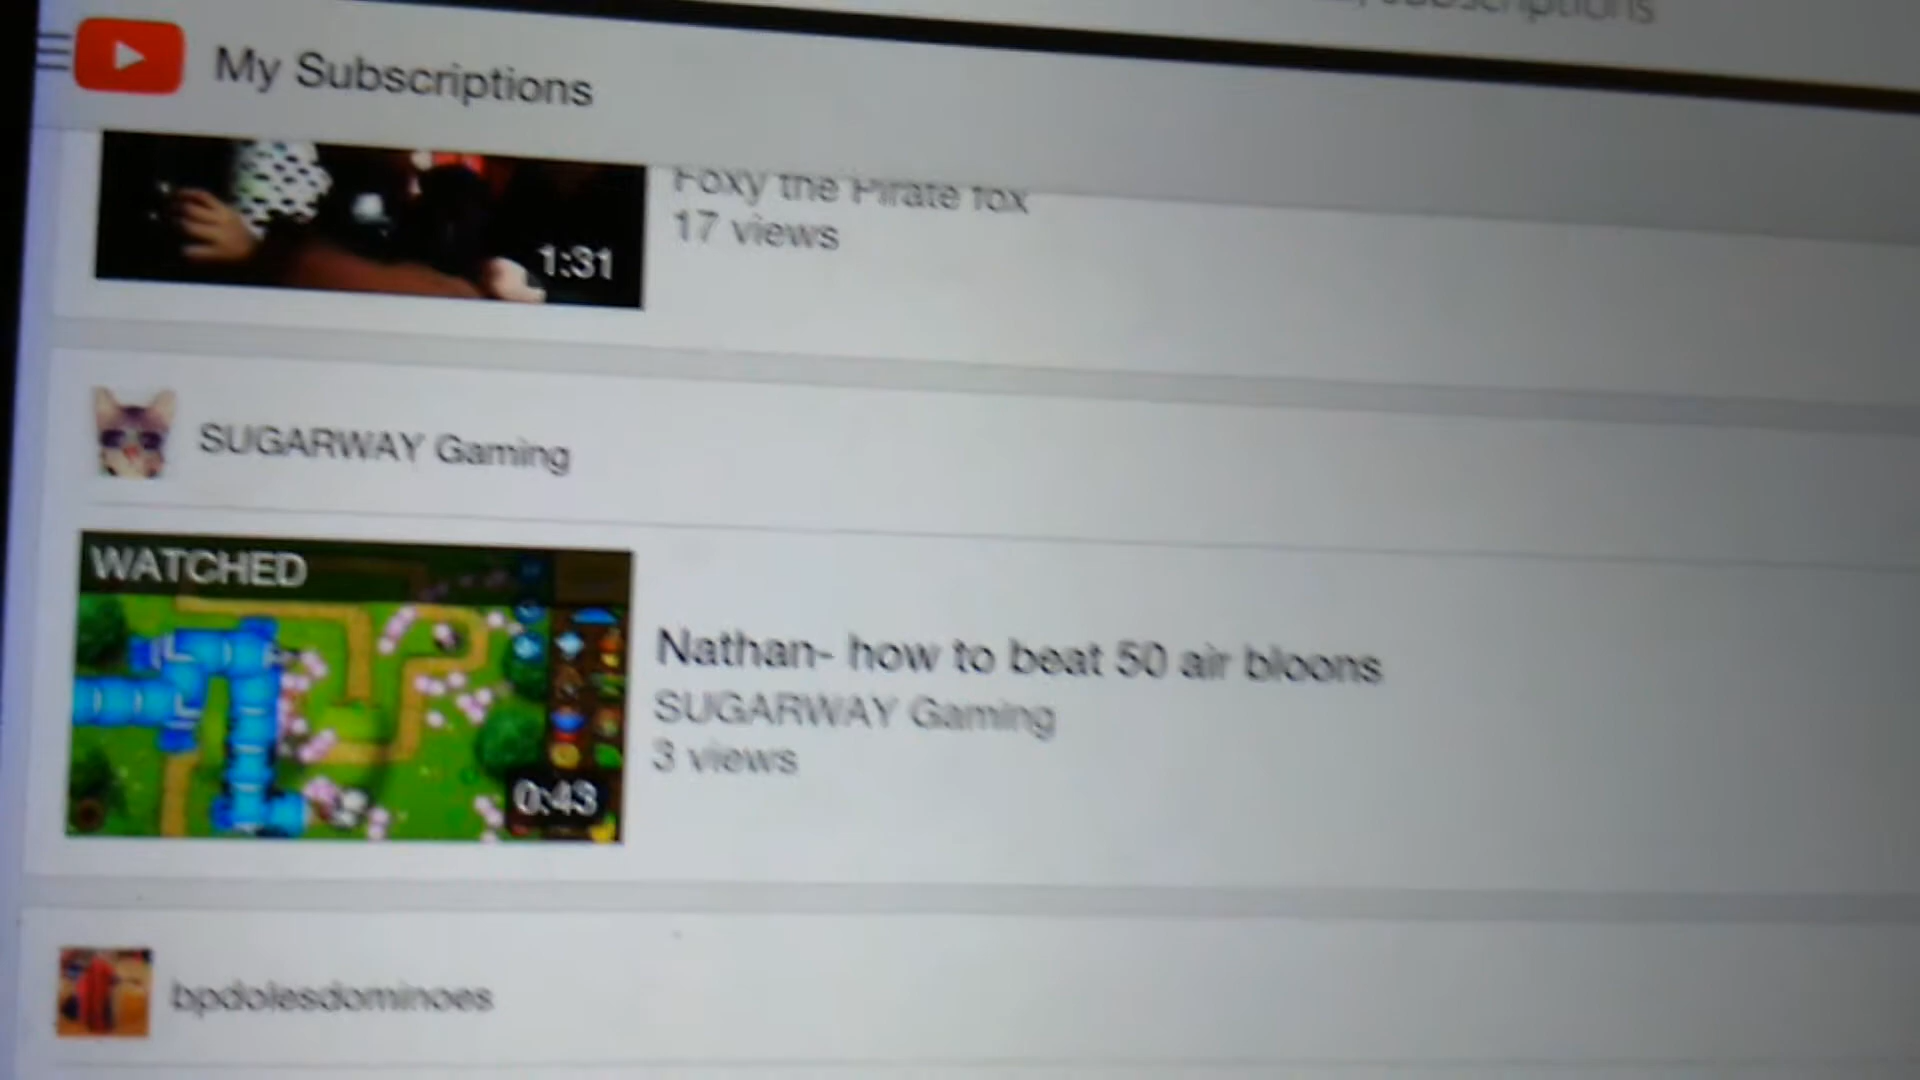 subscriptions
My Subscriptions
Foxy the Pirate fox
17 views
1:31
SUGARWAY Gaming
WATCHED
Nathan- how to beat 50 air bloons
SUGARWAY Gaming
3 views
0:43
bpdolesdominoes